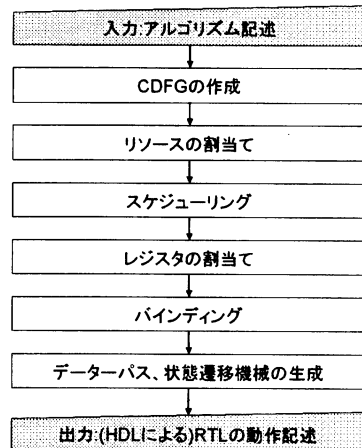 入力:アルゴリズム記述
CDFGの作成
リソースの割当て
スケジューリング
レジスタの割当て
バインディング
データーパス、状態遷移機械の生成
出力:(HDLによる)RTLの動作記述